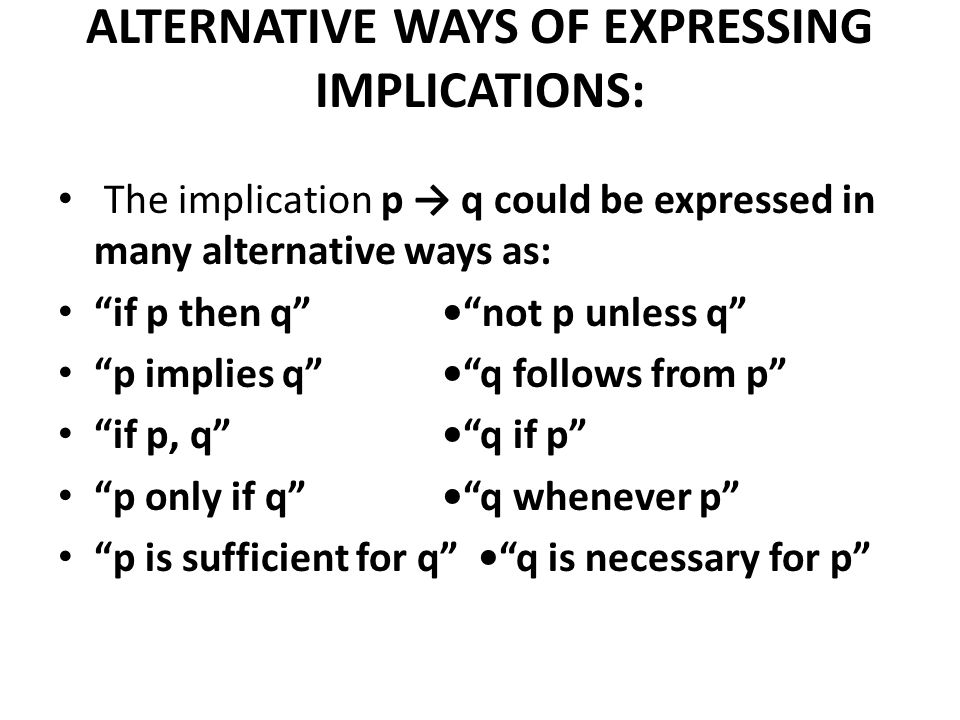 ALTERNATIVE WAYS OF EXPRESSING
IMPLICATIONS:
• The implication p → q could be expressed in
many alternative ways as:
• “if p then q” •“not p unless q”
• “p implies q” •“q follows from p”
• “if p, q” •“q if p”
• “p only if q” •“q whenever p”
• “p is sufficient for q” •“q is necessary for p”